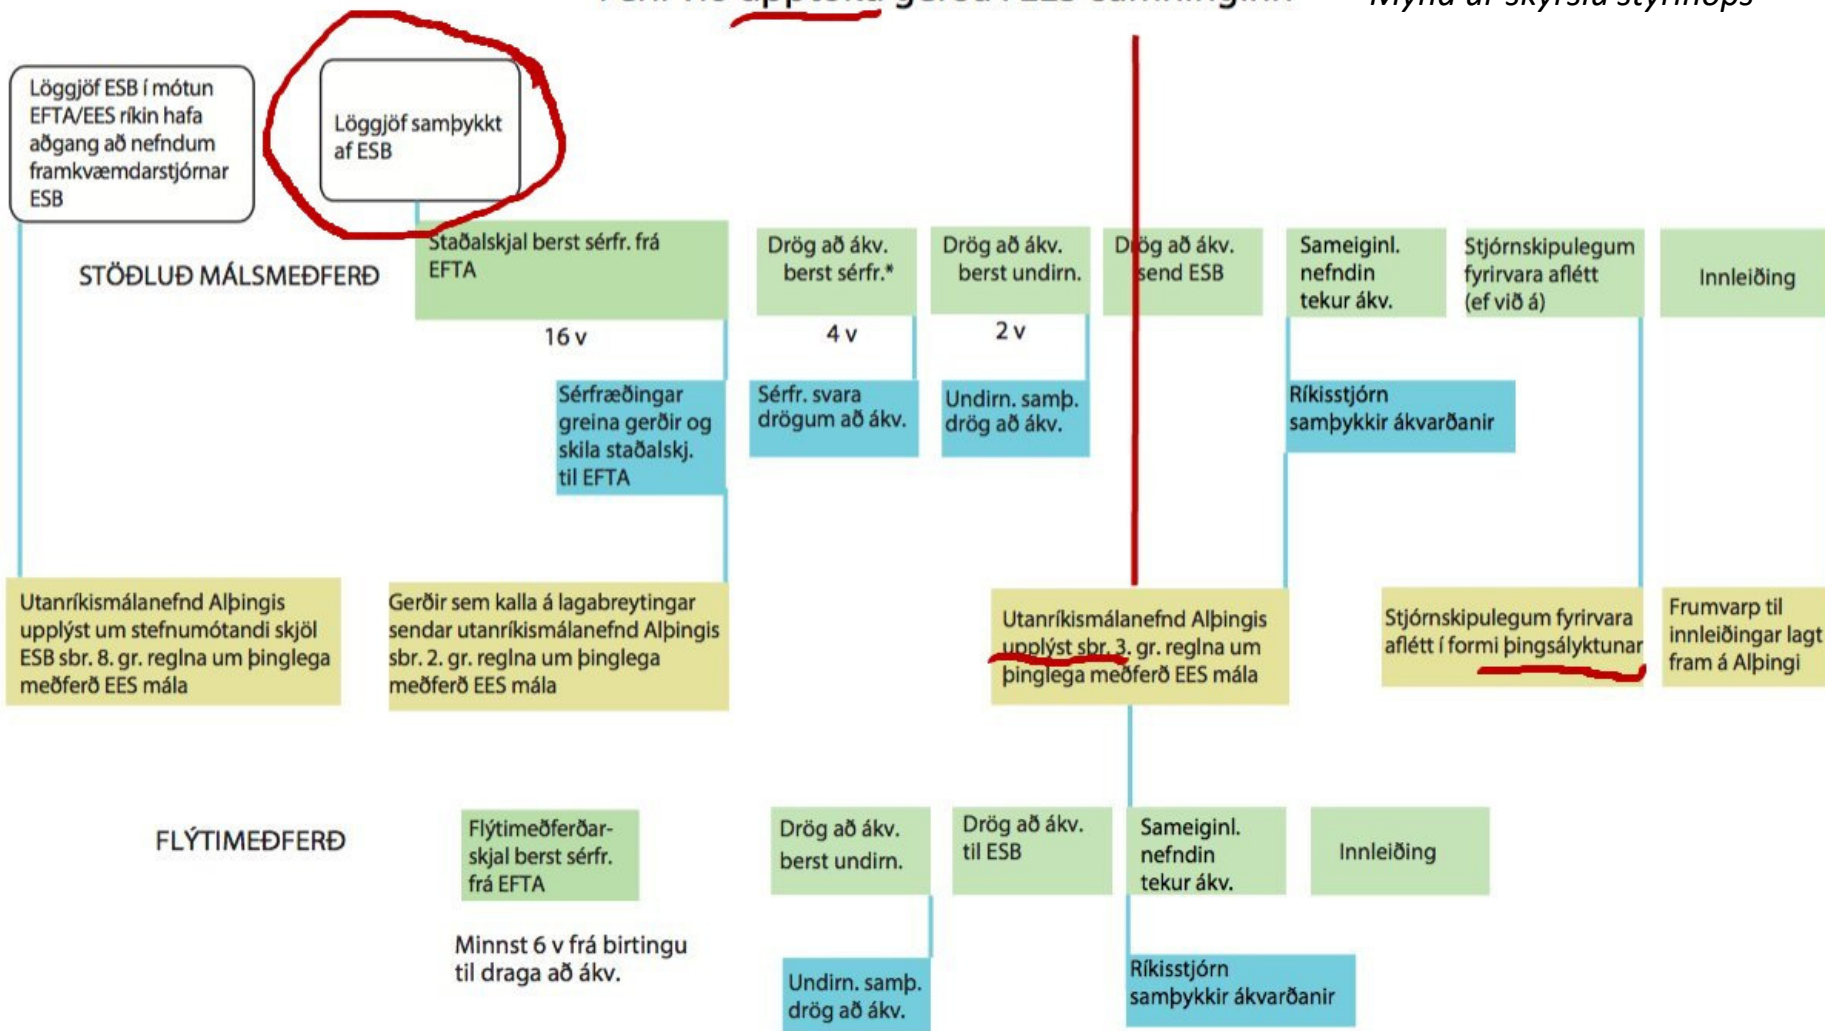 Löggjöf ESB í mótun
EFTA/EES ríkin hafa
aðgang að nefndum
framkvæmdarstjórnar
ESB
Löggjöf samþykkt
af ESB
STÖÐLUÐ MÁLSMEÐFERÐ
Staðalskjal berst sérfr. frá
EFTA
Drög að ákv.
berst sérfr.*
Drög að ákv.
berst undirn.
Drög að ákv.
send ESB
Sameiginl.
nefndin
tekur ákv.
Stjórnskipulegum
fyrirvara aflétt
(ef við á)
Innleiðing
16 v
4 v
2 v
Sérfræðingar
greina gerðir og
skila staðalskj.
til EFTA
Sérfr. svara
drögum að ákv.
Undirn. samþ.
drög að ákv.
Ríkisstjórn
samþykkir ákvarðanir
Utanríkismálanefnd Alþingis
upplýst um stefnumótandi skjöl
ESB sbr. 8. gr. reglna um þinglega
meðferð EES mála
Gerðir sem kalla á lagabreytingar
sendar utanríkismálanefnd Alþingis
sbr. 2. gr. reglna um þinglega
meðferð EES mála
Utanríkismálanefnd Alþingis
upplýst sbr. 3. gr. reglna um
þinglega meðferð EES mála
Stjórnskipulegum fyrirvara
aflétt í formi þingsályktunar
Frumvarp til
innleiðingar lagt
fram á Alþingi
FLÝTIMEÐFERÐ
Flýtimeðferðar-
skjal berst sérfr.
frá EFTA
Drög að ákv.
berst undirn.
Drög að ákv.
til ESB
Sameiginl.
nefndin
tekur ákv.
Innleiðing
Minnst 6 v frá birtingu
til draga að ákv.
Undirn. samþ.
drög að ákv.
Ríkisstjórn
samþykkir ákvarðanir